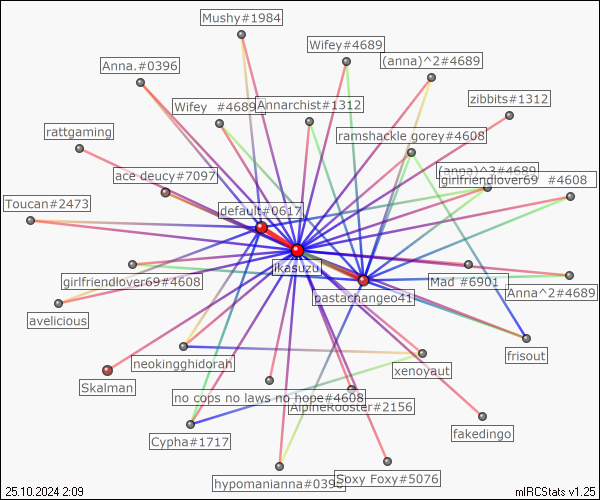 Mushy#1984
Wifey#4689
(anna)^2#4689
Anna.#0396
zibbits#1312
Wifey #4689
Annarchist#1312
rattgaming
ranshackle gorey#4608
(anna)^3#4689
ace deucy#7097
girlfriendlover69 #4608
Toucan#2473
default#0617
jkasuzu
girlfriendlover69#4608
Mad #6901
pastachangeo41
Anna^2#4689
avelicious
neokingghidorah
frisout
xenoyaut
Skalman
no cops no laws no hope#4608
AlpineRooster#2156
Cypha#1717
fakedingo
hypomanianna#0396
Soxy Foxy#5076
25.10.2024 2:09
mIRCStats v1.25